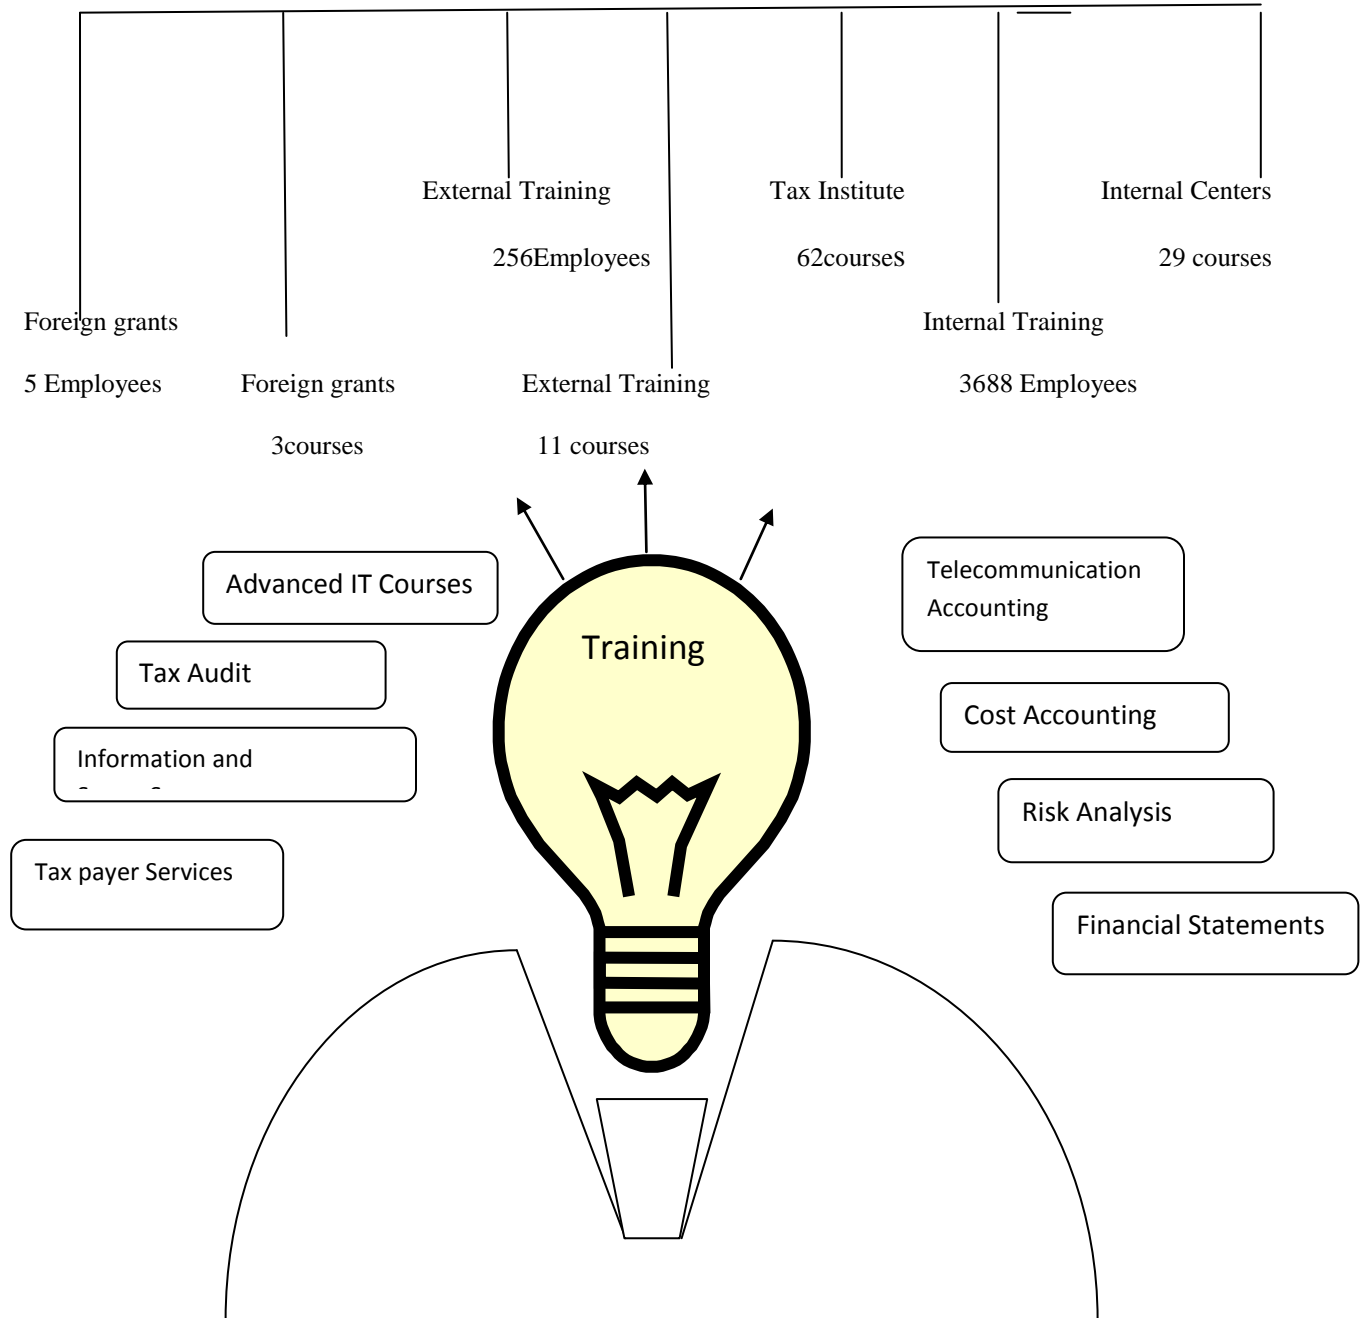 External Training
Tax Institute
Internal Centers
256Employees
62courses
29 courses
Foreign grants
Internal Training
5 Employees
Foreign grants
External Training
3688 Employees
3courses
11 courses
Advanced IT Courses
Telecommunication
Accounting
Training
Tax Audit
Cost Accounting
Information and
Risk Analysis
Tax payer Services
Financial Statements